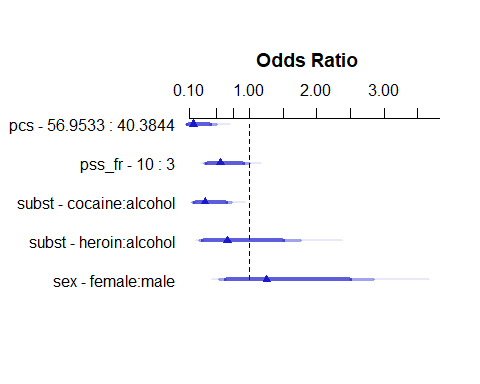 Odds Ratio
0.10 1.00 2.00 3.00
pcs - 56.9533 : 40.3844
pss_fr - 10 : 3
subst - cocaine:alcohol
subst - heroin:alcohol
sex - female:male